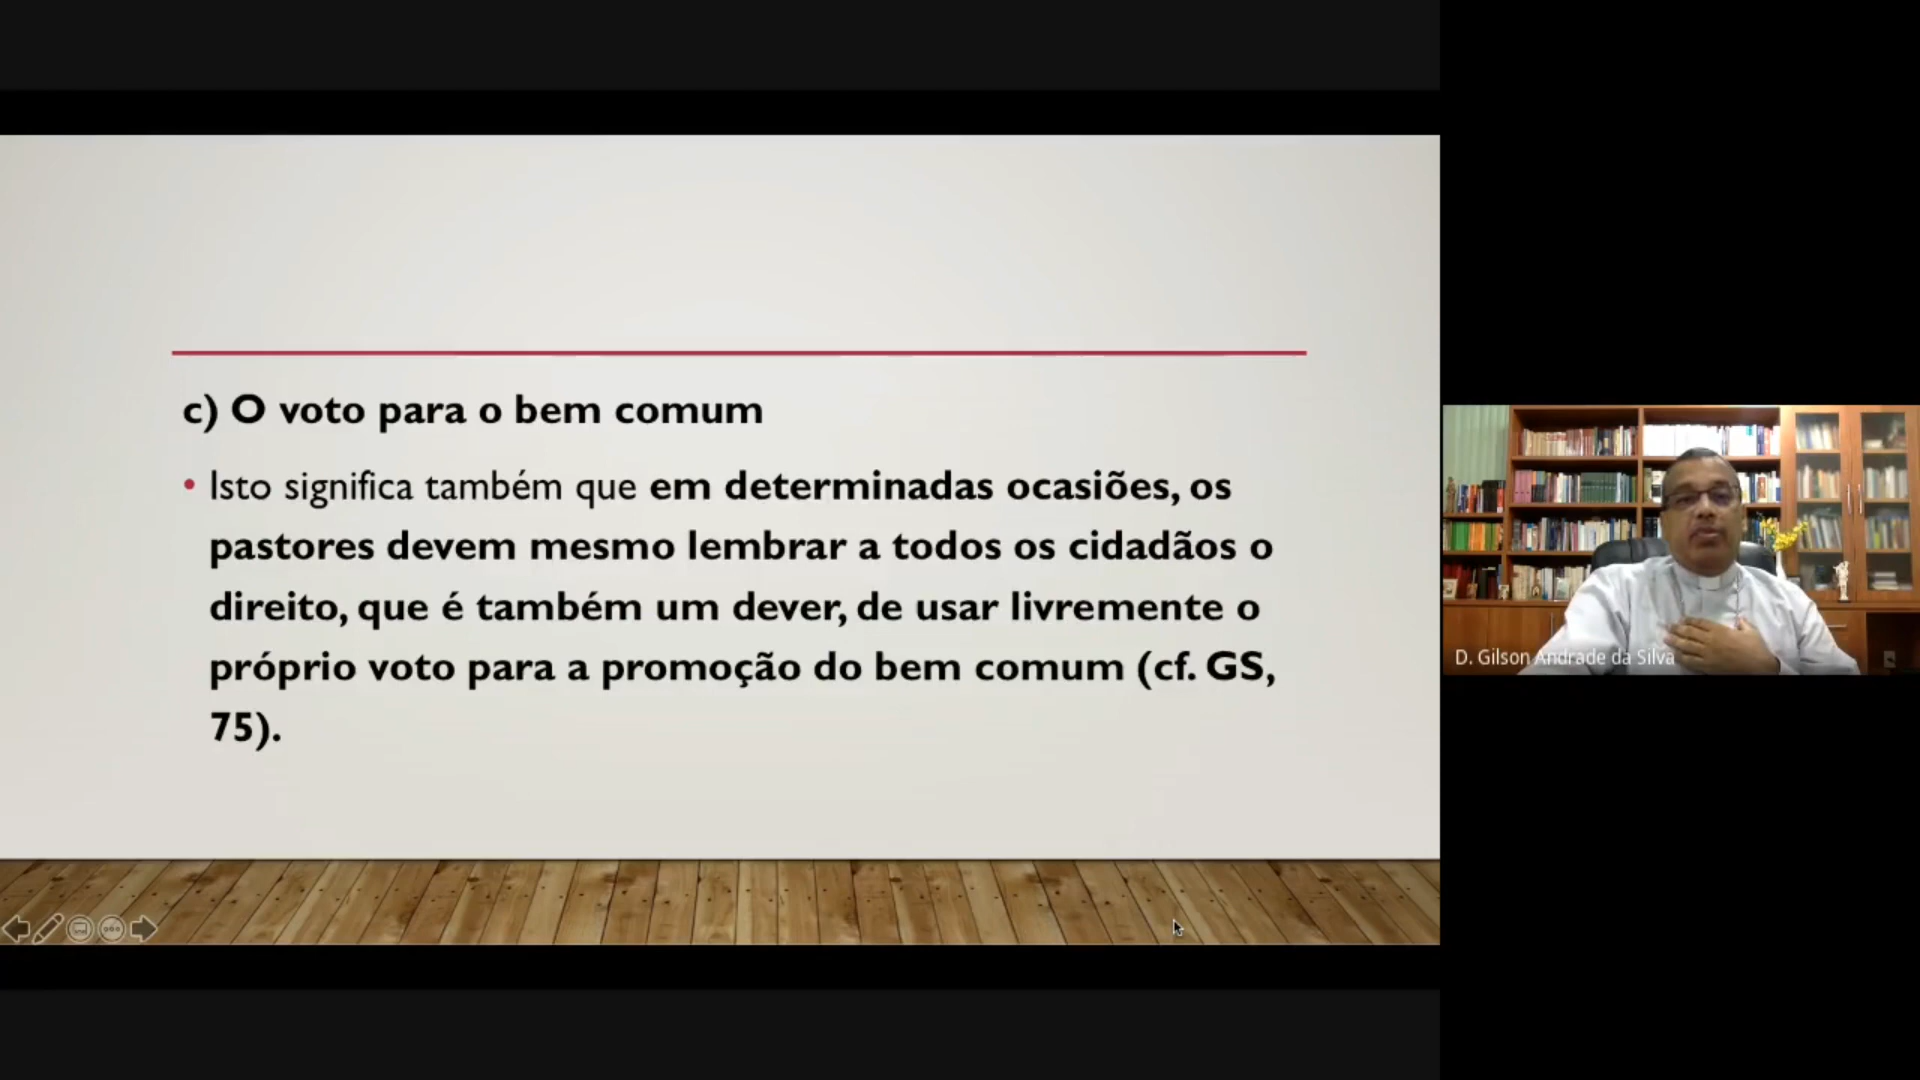 c) O voto para o bem comum
• Isto significa também que em determinadas ocasiões, os
pastores devem mesmo lembrar a todos os cidadãos o
direito, que é também um dever, de usar livremente o
próprio voto para a promoção do bem comum (cf. GS,
75).
D. Gilson Andrade da Silva